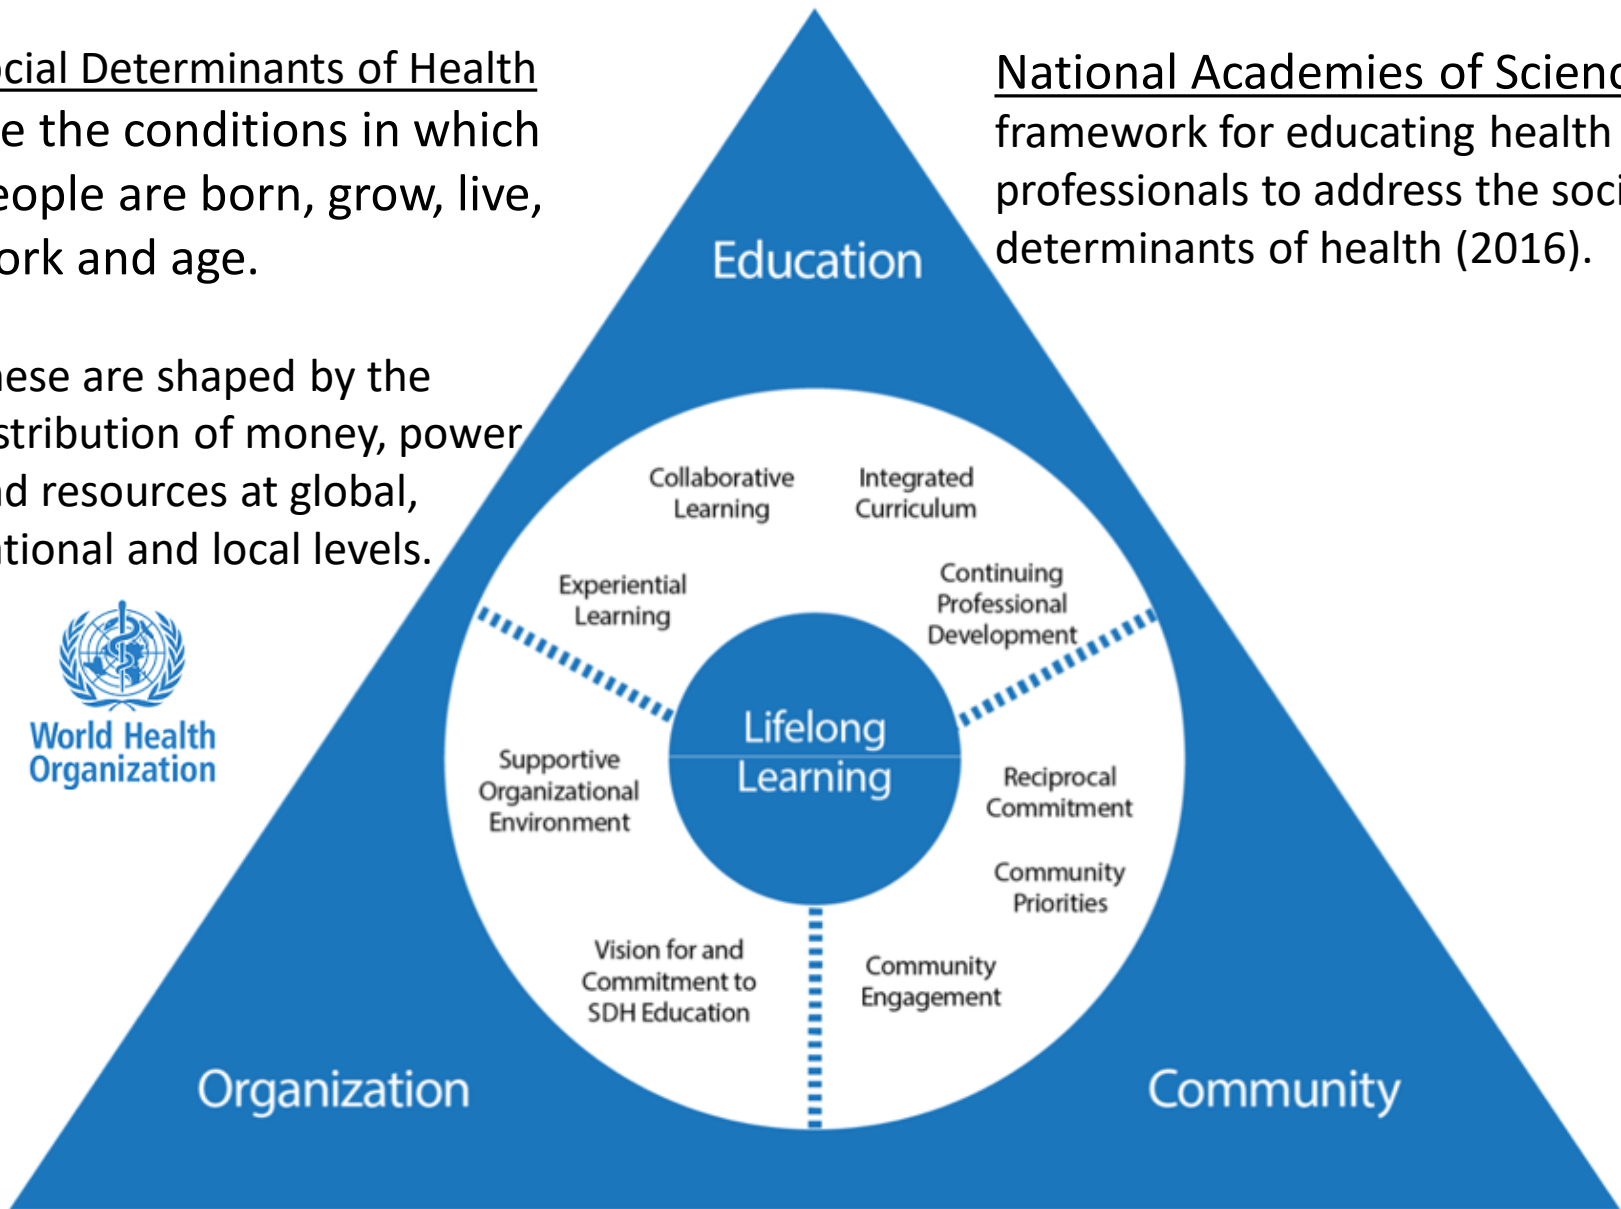 ocial Determinants of Health
e the conditions in which
eople are born, grow, live,
ork and age.
hese are shaped by the
stribution of money, power
nd resources at global,
ational and local levels.
World Health
Organization
National Academies of Scienc
framework for educating health
professionals to address the soci
determinants of health (2016).
Education
Collaborative
Learning
Integrated
Curriculum
Experiential
Learning
Continuing
Professional
Development
Lifelong
Learning
Supportive
Organizational
Environment
Reciprocal
Commitment
Community
Priorities
Vision for and
Commitment to
SDH Education
Community
Engagement
Organization
Community